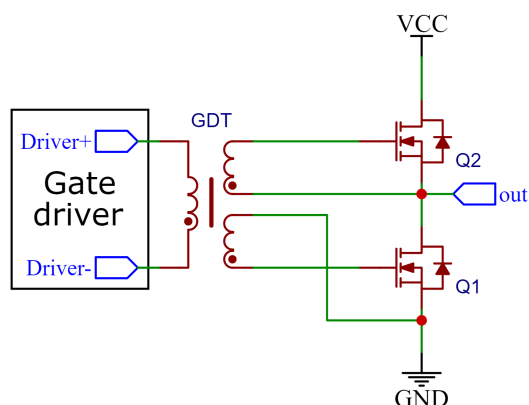 VCC
GDT
Driver+
Q2
Gate
driver
out
Driver-
Q1
GND